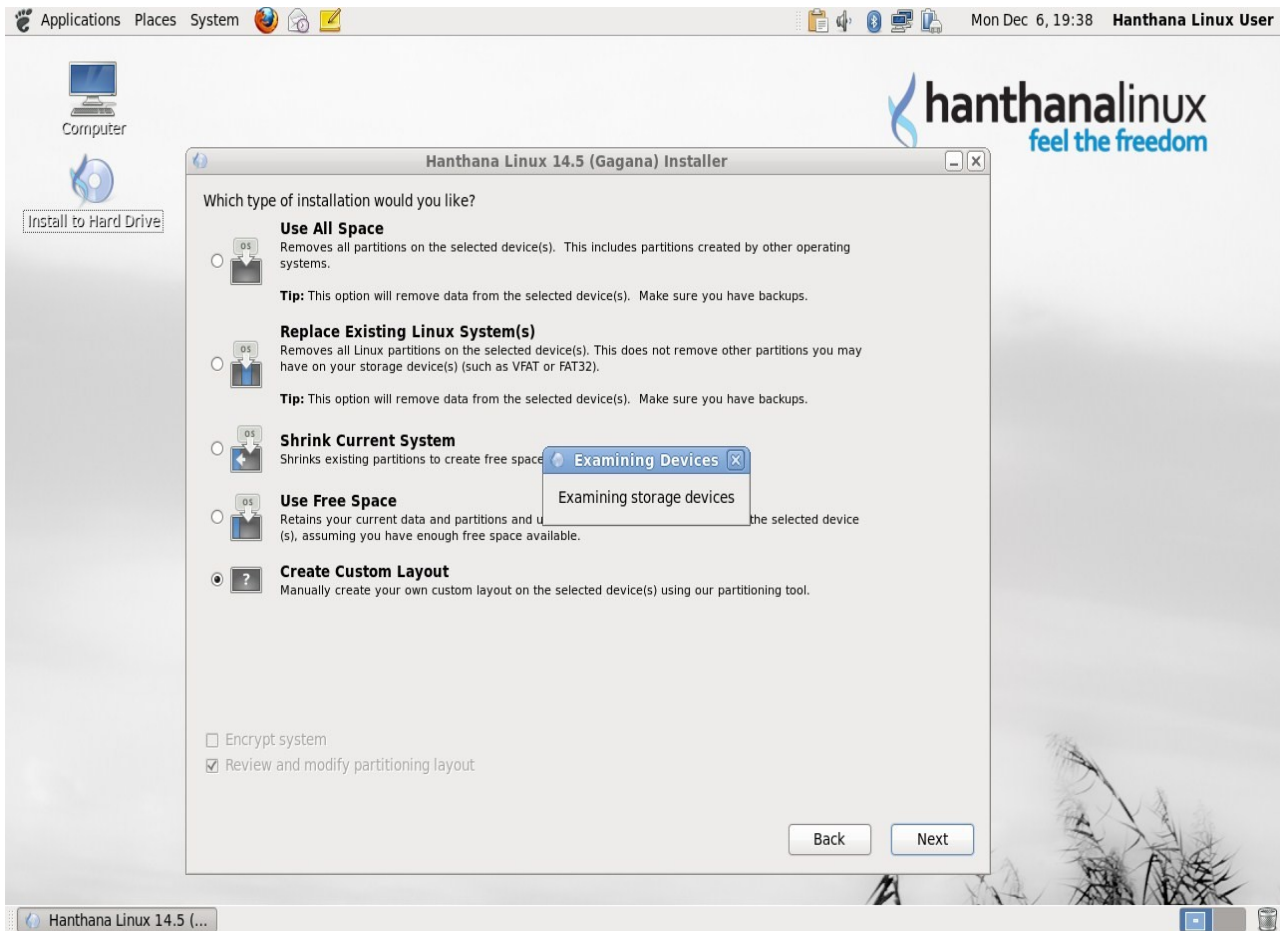 Applications Places System
Mon Dec 6, 19:38 Hanthana Linux User
Computer
Install to Hard Drive
hanthanalinux
feel the freedom
Hanthana Linux 14.5 (Gagana) Installer
Which type of installation would you like?
OS
Use All Space
Removes all partitions on the selected device(s). This includes partitions created by other operating
systems.
Tip: This option will remove data from the selected device(s). Make sure you have backups.
OS
Replace Existing Linux System(s)
Removes all Linux partitions on the selected device(s). This does not remove other partitions you may
have on your storage device(s) (such as VFAT or FAT32).
Tip: This option will remove data from the selected device(s). Make sure you have backups.
OS
Shrink Current System
Shrinks existing partitions to create free space
Examining Devices
Examining storage devices
OS
Use Free Space
Retains your current data and partitions and u the selected device
(s), assuming you have enough free space available.
?
Create Custom Layout
Manually create your own custom layout on the selected device(s) using our partitioning tool.
Encrypt system
Review and modify partitioning layout
Back Next
Hanthana Linux 14.5 (...